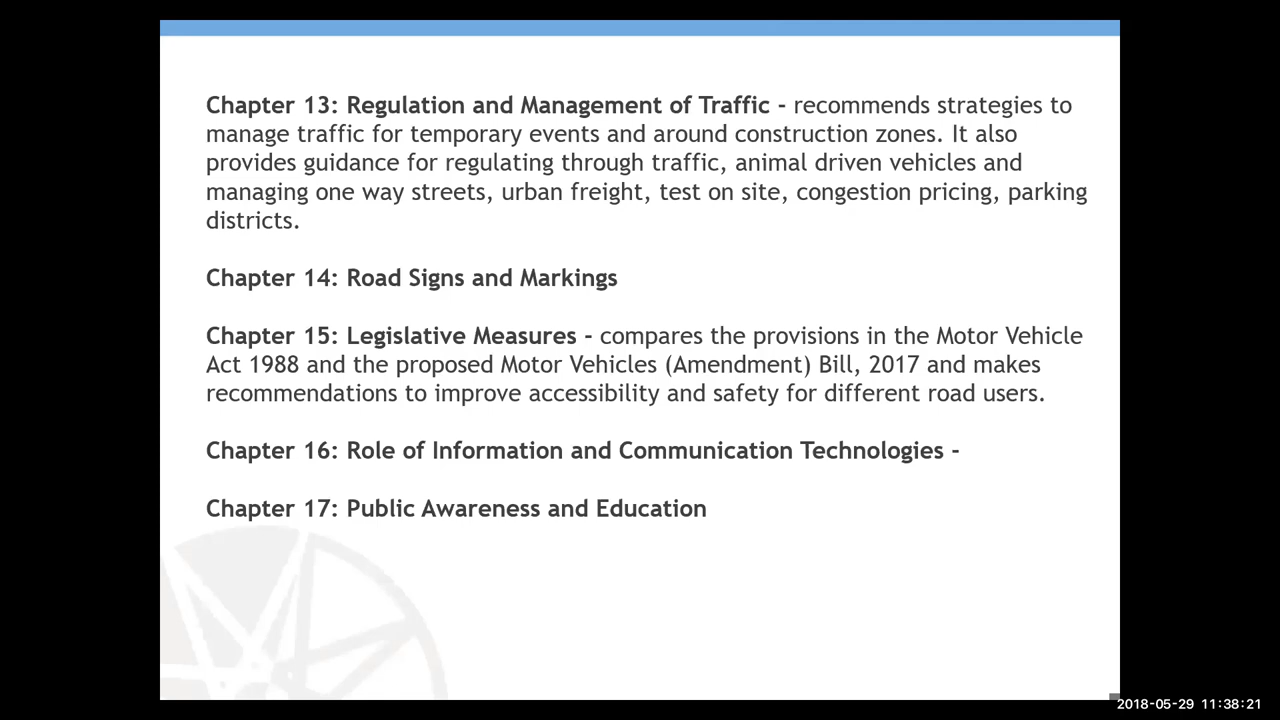 Chapter 13: Regulation and Management of Traffic - recommends strategies to
manage traffic for temporary events and around construction zones. It also
provides guidance for regulating through traffic, animal driven vehicles and
managing one way streets, urban freight, test on site, congestion pricing, parking
districts.
Chapter 14: Road Signs and Markings
Chapter 15: Legislative Measures - compares the provisions in the Motor Vehicle
Act 1988 and the proposed Motor Vehicles (Amendment) Bill, 2017 and makes
recommendations to improve accessibility and safety for different road users.
Chapter 16: Role of Information and Communication Technologies -
Chapter 17: Public Awareness and Education
2018-05-29 11:38:21